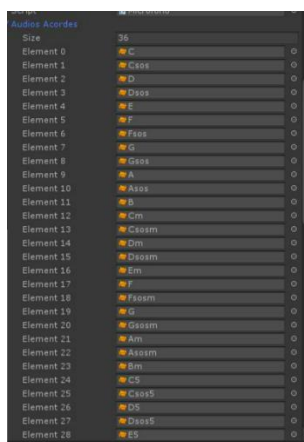 Script Microfono
Audios Acordes
Size 36
Element 0 C
Element 1 Csos
Element 2 D
Element 3 Dsos
Element 4 E
Element 5 F
Element 6 Fsos
Element 7 G
Element 8 Gsos
Element 9 A
Element 10 Asos
Element 11 B
Element 12 Cm
Element 13 Csosm
Element 14 Dm
Element 15 Dsosm
Element 16 Em
Element 17 F
Element 18 Fsosm
Element 19 G
Element 20 Gsosm
Element 21 Am
Element 22 Asosm
Element 23 Bm
Element 24 C5
Element 25 Csos5
Element 26 D5
Element 27 Dsos5
Element 28 E5